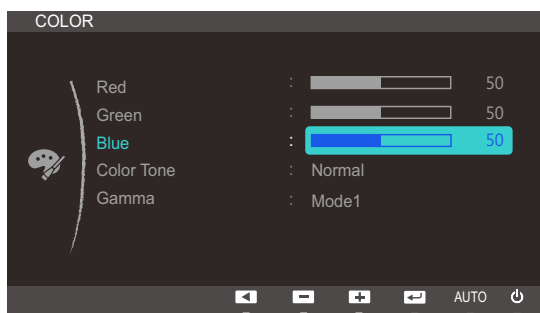 COLOR
Red : 50
Green : 50
Blue : 50
Color Tone : Normal
Gamma : Mode1
AUTO